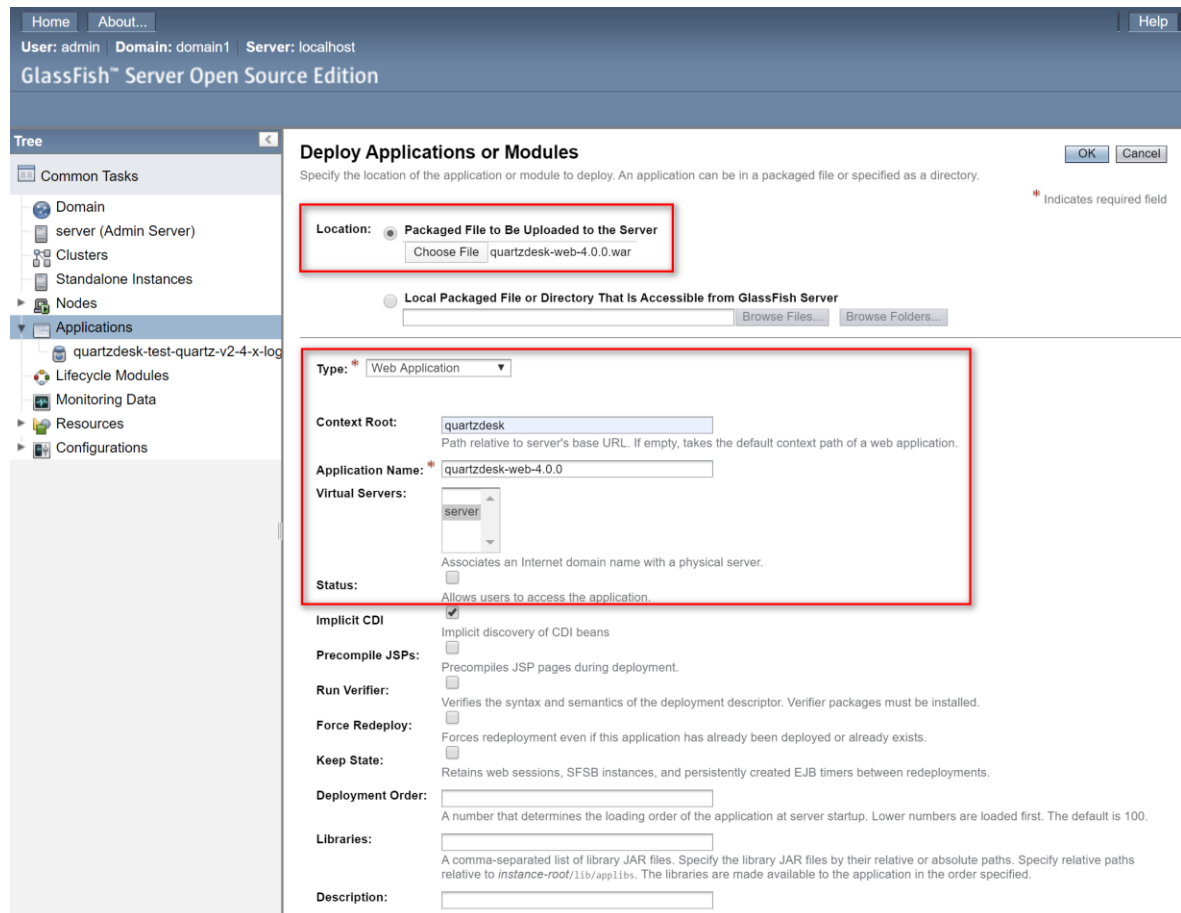 Home About... Help
User: admin Domain: domain1 Server: localhost
GlassFish™ Server Open Source Edition
Tree
Common Tasks
Domain
server (Admin Server)
Clusters
Standalone Instances
Nodes
Applications
quartzdesk-test-quartz-v2-4-x-log
Lifecycle Modules
Monitoring Data
Resources
Configurations
Deploy Applications or Modules
OK Cancel
Specify the location of the application or module to deploy. An application can be in a packaged file or specified as a directory.
* Indicates required field
Location: Packaged File to Be Uploaded to the Server
Choose File quartzdesk-web-4.0.0.war
Local Packaged File or Directory That Is Accessible from GlassFish Server
Browse Files... Browse Folders...
Type: * Web Application
Context Root: quartzdesk
Path relative to server's base URL. If empty, takes the default context path of a web application.
Application Name: * quartzdesk-web-4.0.0
Virtual Servers:
server
Associates an Internet domain name with a physical server.
Status:
Allows users to access the application.
Implicit CDI
Implicit discovery of CDI beans
Precompile JSPs:
Precompiles JSP pages during deployment.
Run Verifier:
Verifies the syntax and semantics of the deployment descriptor. Verifier packages must be installed.
Force Redeploy:
Forces redeployment even if this application has already been deployed or already exists.
Keep State:
Retains web sessions, SFSB instances, and persistently created EJB timers between redeployments.
Deployment Order:
A number that determines the loading order of the application at server startup. Lower numbers are loaded first. The default is 100.
Libraries:
A comma-separated list of library JAR files. Specify the library JAR files by their relative or absolute paths. Specify relative paths
relative to instance-root/lib/applibs. The libraries are made available to the application in the order specified.
Description: